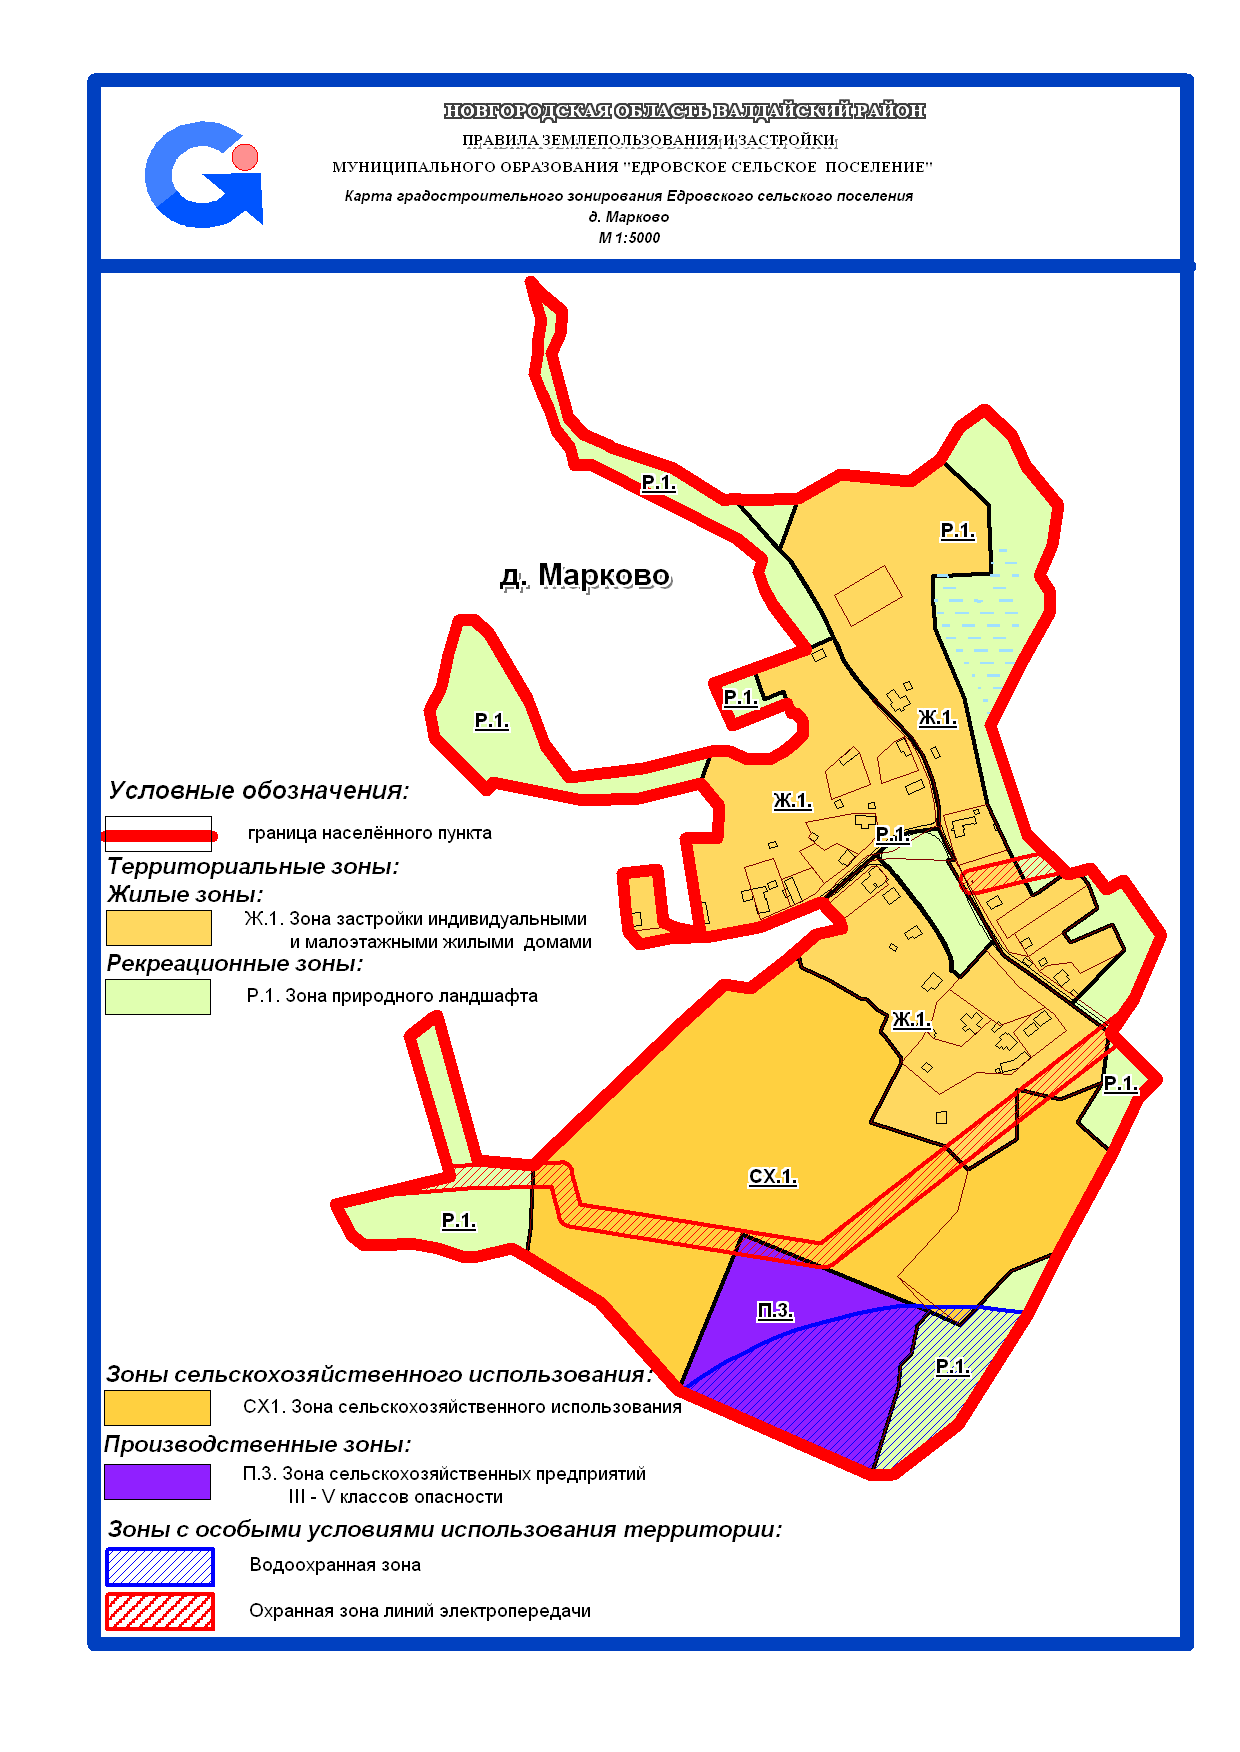 НОВГОРОДСКАЯ ОБЛАСТЬ ВАЛДАЙСКИЙ РАЙОН
ПРАВИЛА ЗЕМЛЕПОЛЬЗОВАНИЯ И ЗАСТРОЙКИ
МУНИЦИПАЛЬНОГО ОБРАЗОВАНИЯ "ЕДРОВСКОЕ СЕЛЬСКОЕ ПОСЕЛЕНИЕ"
Карта градостроительного зонирования Едровского сельского поселения
д. Марково
М 1:5000
Р.1.
Р.1.
д. Марково
Р.1.
Р.1.
Ж.1.
Ж.1.
Р.1.
Ж.1.
Р.1.
СХ.1.
Р.1.
П.3.
Р.1.
Условные обозначения:
граница населённого пункта
Территориальные зоны:
Жилые зоны:
Ж.1. Зона застройки индивидуальными
и малоэтажными жилыми домами
Рекреационные зоны:
Р.1. Зона природного ландшафта
Зоны сельскохозяйственного использования:
СХ1. Зона сельскохозяйственного использования
Производственные зоны:
П.3. Зона сельскохозяйственных предприятий
III - V классов опасности
Зоны с особыми условиями использования территории:
Водоохранная зона
Охранная зона линий электропередачи